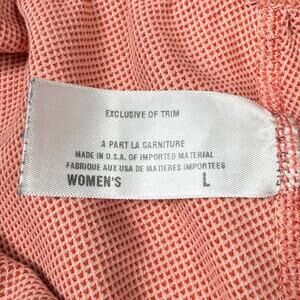 EXCLUSIVE OF TRIM
A PART LA GARNITURE
MADE IN U.S.A. OF IMPORTED MATERIAL
FABRIQUE AUX USA DE MATIERES IMPORTEES
WOMEN'S L